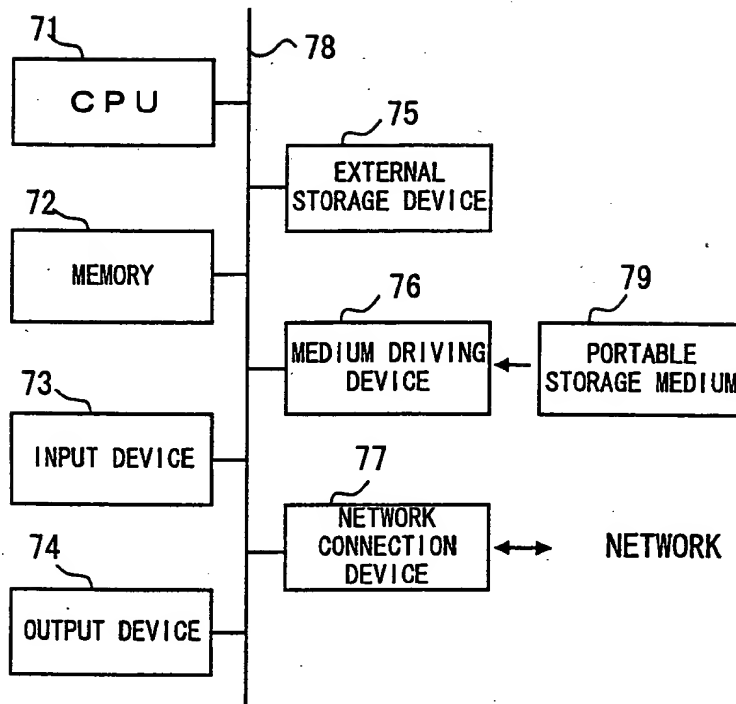 71
CPU
78
75
EXTERNAL
STORAGE DEVICE
72
MEMORY
76
MEDIUM DRIVING
DEVICE
79
PORTABLE
STORAGE MEDIUM
73
INPUT DEVICE
77
NETWORK
CONNECTION
DEVICE
NETWORK
74
OUTPUT DEVICE